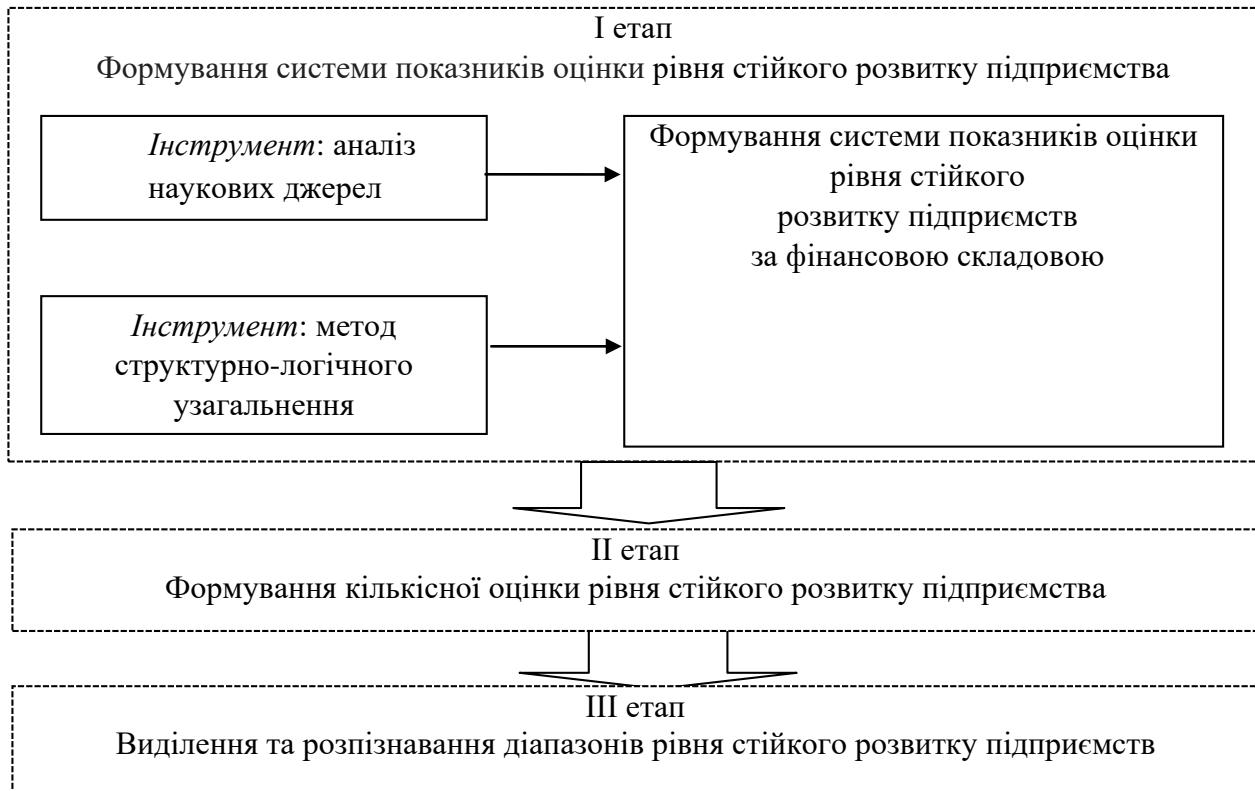 І етап
Формування системи показників оцінки рівня стійкого розвитку підприємства
Інструмент: аналіз
наукових джерел
Формування системи показників оцінки
рівня стійкого
розвитку підприємств
за фінансовою складовою
Інструмент: метод
структурно-логічного
узагальнення
ІІ етап
Формування кількісної оцінки рівня стійкого розвитку підприємства
ІІІ етап
Виділення та розпізнавання діапазонів рівня стійкого розвитку підприємств